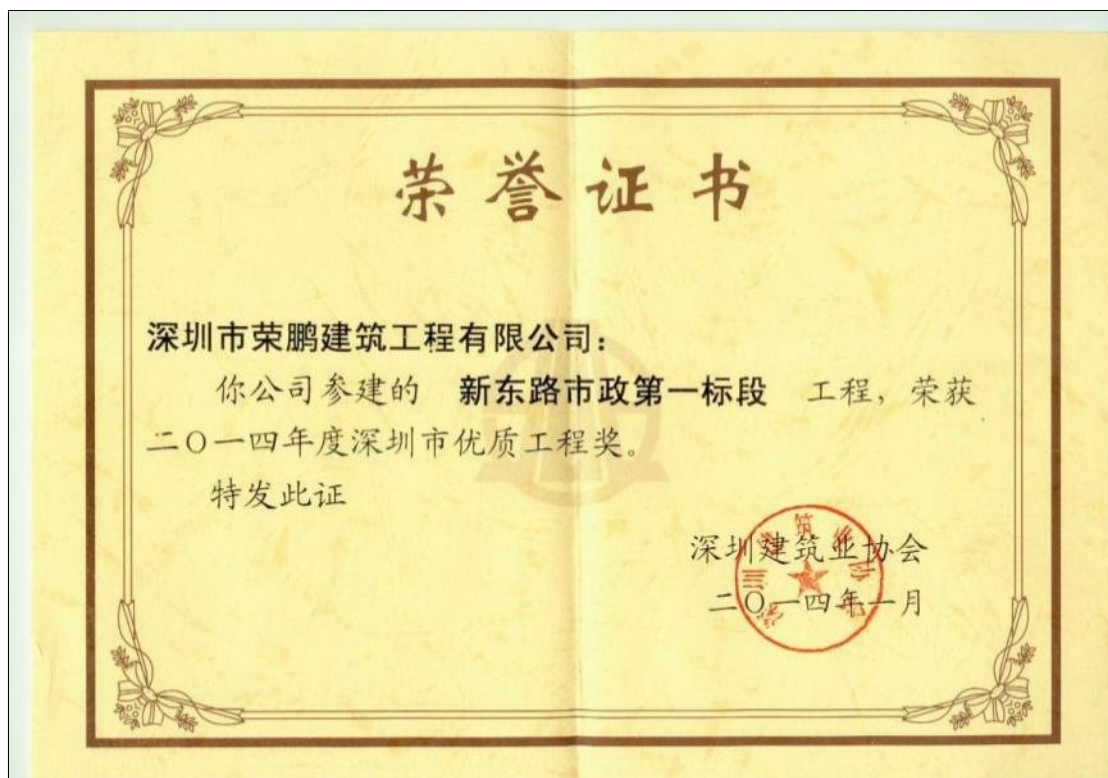 荣誉证书
深圳市荣鹏建筑工程有限公司：
你公司参建的 新东路市政第一标段 工程，荣获
二〇一四年度深圳市优质工程奖。
特发此证
深圳建筑业协会
二〇一四年一月